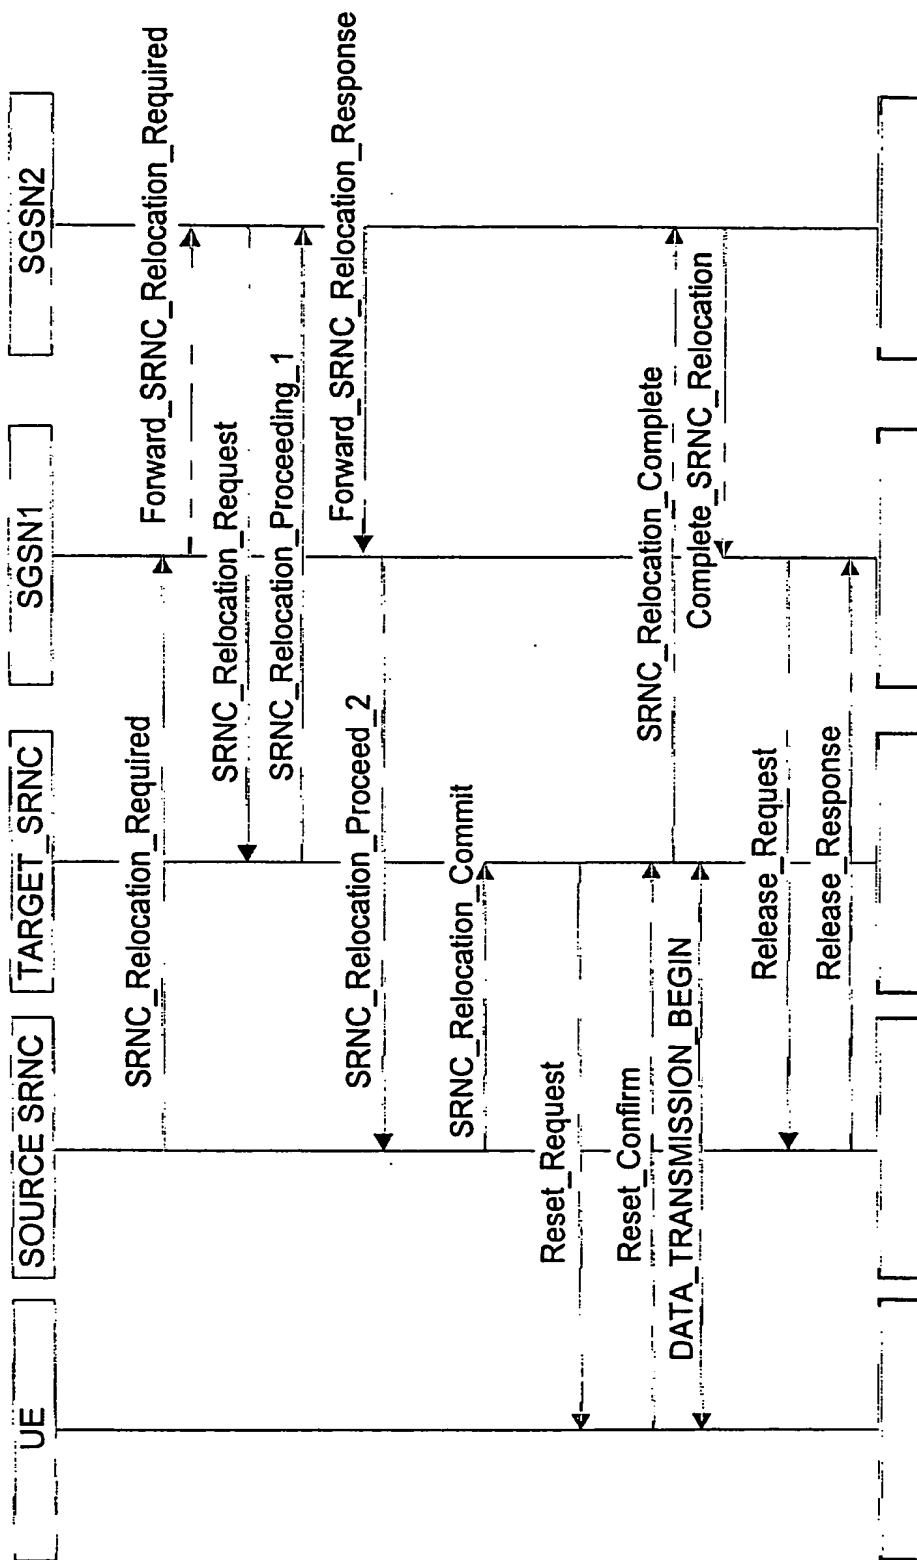 UE
SOURCE SRNC
TARGET_SRNC
SGSN1
SGSN2
SRNC_Relocation_Required
Forward_SRNC_Relocation_Required
SRNC_Relocation_Request
SRNC_Relocation_Proceeding_1
Forward_SRNC_Relocation_Response
SRNC_Relocation_Proceed_2
SRNC_Relocation_Commit
Reset_Request
Reset_Confirm
SRNC_Relocation_Complete
DATA_TRANSMISSION_BEGIN
Complete_SRNC_Relocation
Release_Request
Release_Response